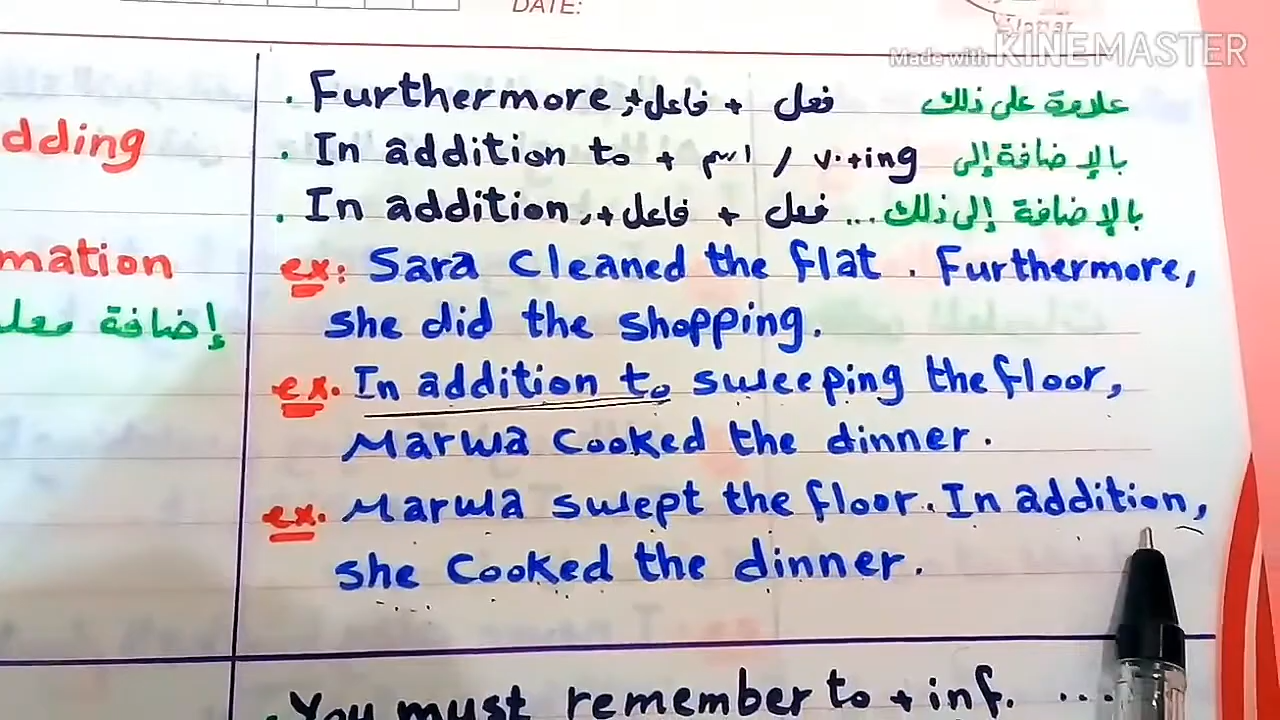 DATE:
Made with KINEMASTER
. Furthermore, + فاعل + فعل علامة على ذلك
dding
. In addition to + اسم / v.+ing بالإضافة إلى
. In addition, + فاعل + فعل ... بالإضافة إلى ذلك
mation
إضافة معلـ
ex: Sara cleaned the flat . Furthermore,
she did the shopping.
ex. In addition to sweeping the floor,
Marwa cooked the dinner.
ex. Marwa swept the floor. In addition,
she cooked the dinner.
. You must remember to + inf. ....